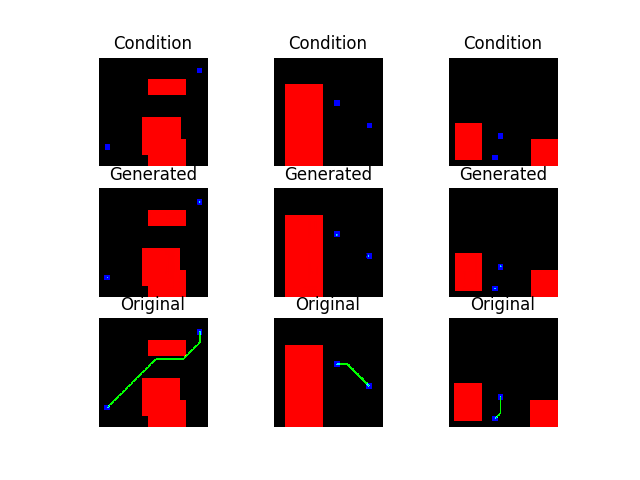 Condition Condition Condition
Generated Generated Generated
Original Original Original